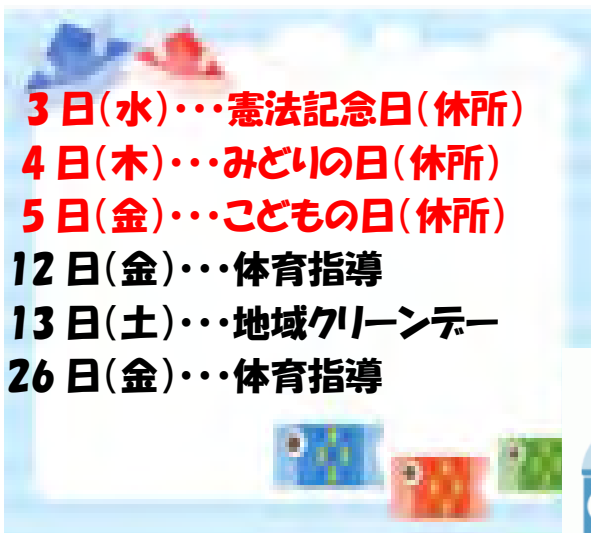 3日(水)・・・憲法記念日(休所)
4日(木)・・・みどりの日(休所)
5日(金)・・・こどもの日(休所)
12日(金)・・・体育指導
13日(土)・・・地域クリーンデー
26日(金)・・・体育指導